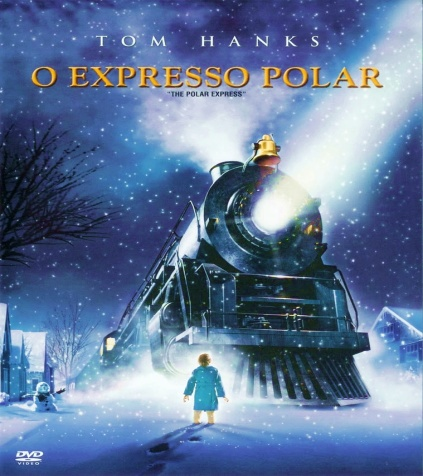 TOM HANKS
O EXPRESSO POLAR
"THE POLAR EXPRESS"
DVD
VIDEO